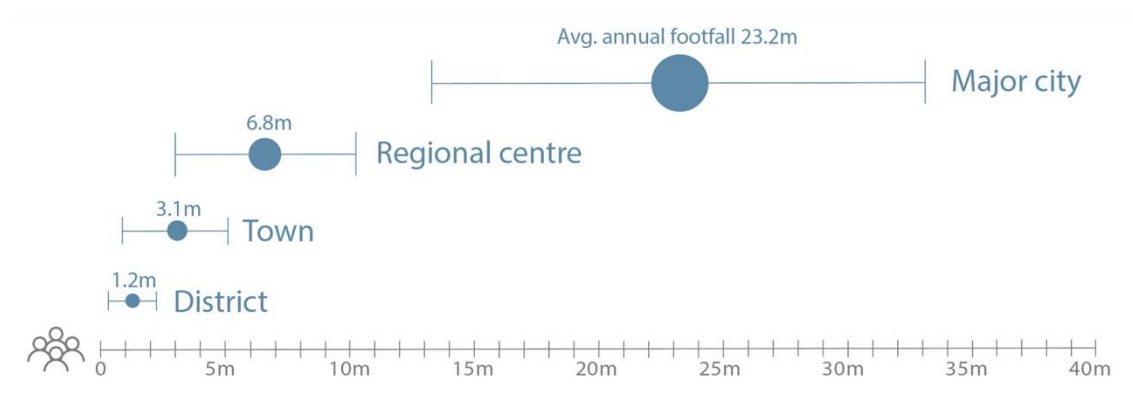 Avg. annual footfall 23.2m
Major city
6.8m
Regional centre
3.1m
Town
1.2m
District
0 5m 10m 15m 20m 25m 30m 35m 40m